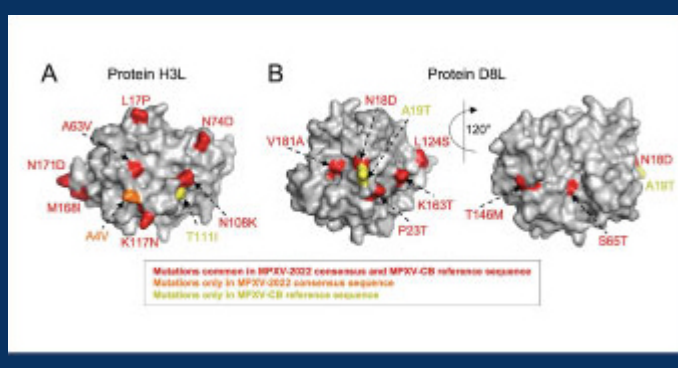 A
Protein H3L
B
Protein D8L
L17P
N74D
A63V
N171D
M168I
A4V
K117N
T111I
N108K
N18D
A19T
V181A
L124S
K163T
P23T
120°
N18D
A19T
T146M
S65T
Mutations common in MPXV-2022 consensus and MPXV-CB reference sequence
Mutations only in MPXV-2022 consensus sequence
Mutations only in MPXV-CB reference sequence